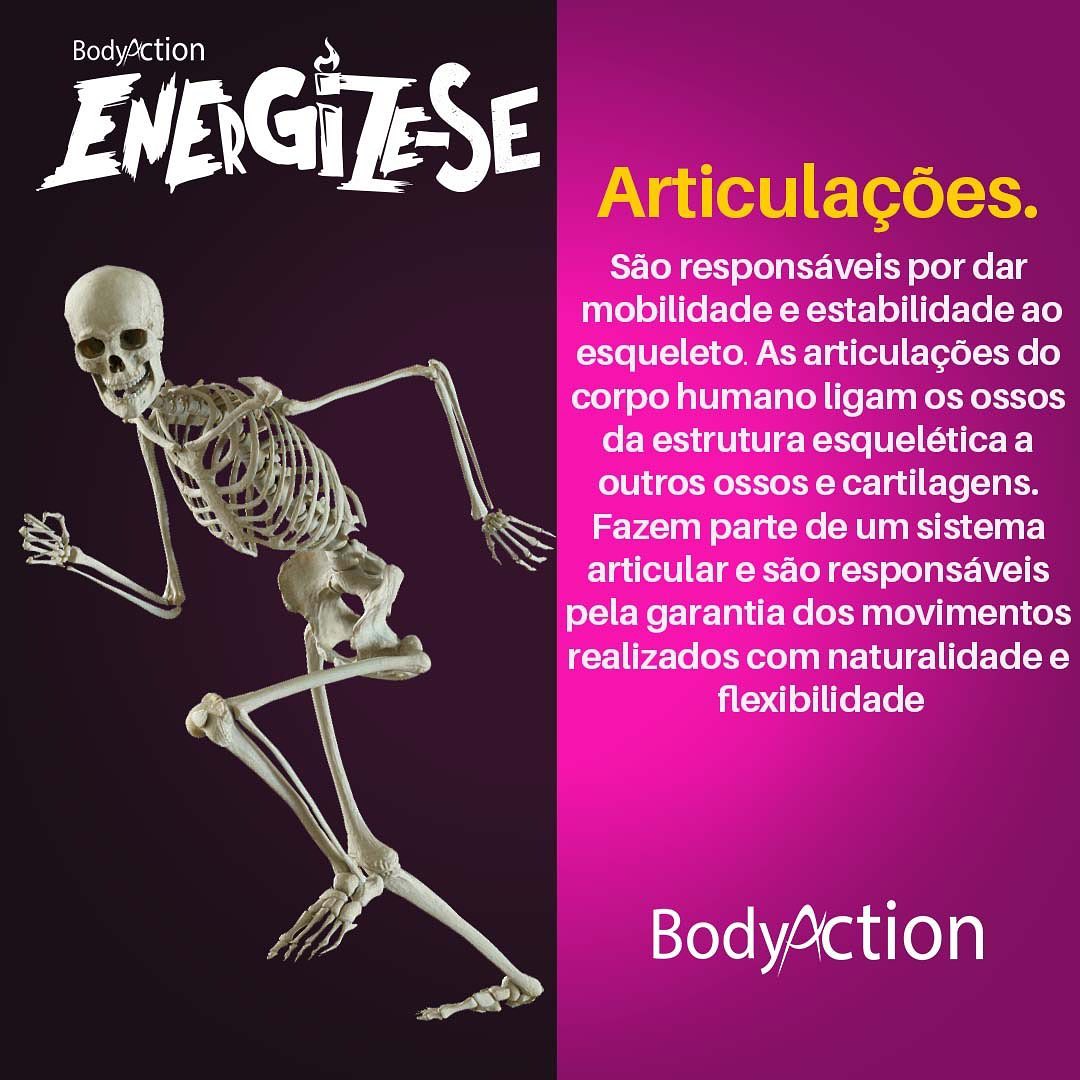 BodyAction
ENERGIZE-SE
Articulações.
São responsáveis por dar
mobilidade e estabilidade ao
esqueleto. As articulações do
corpo humano ligam os ossos
da estrutura esquelética a
outros ossos e cartilagens.
Fazem parte de um sistema
articular e são responsáveis
pela garantia dos movimentos
realizados com naturalidade e
flexibilidade
BodyAction